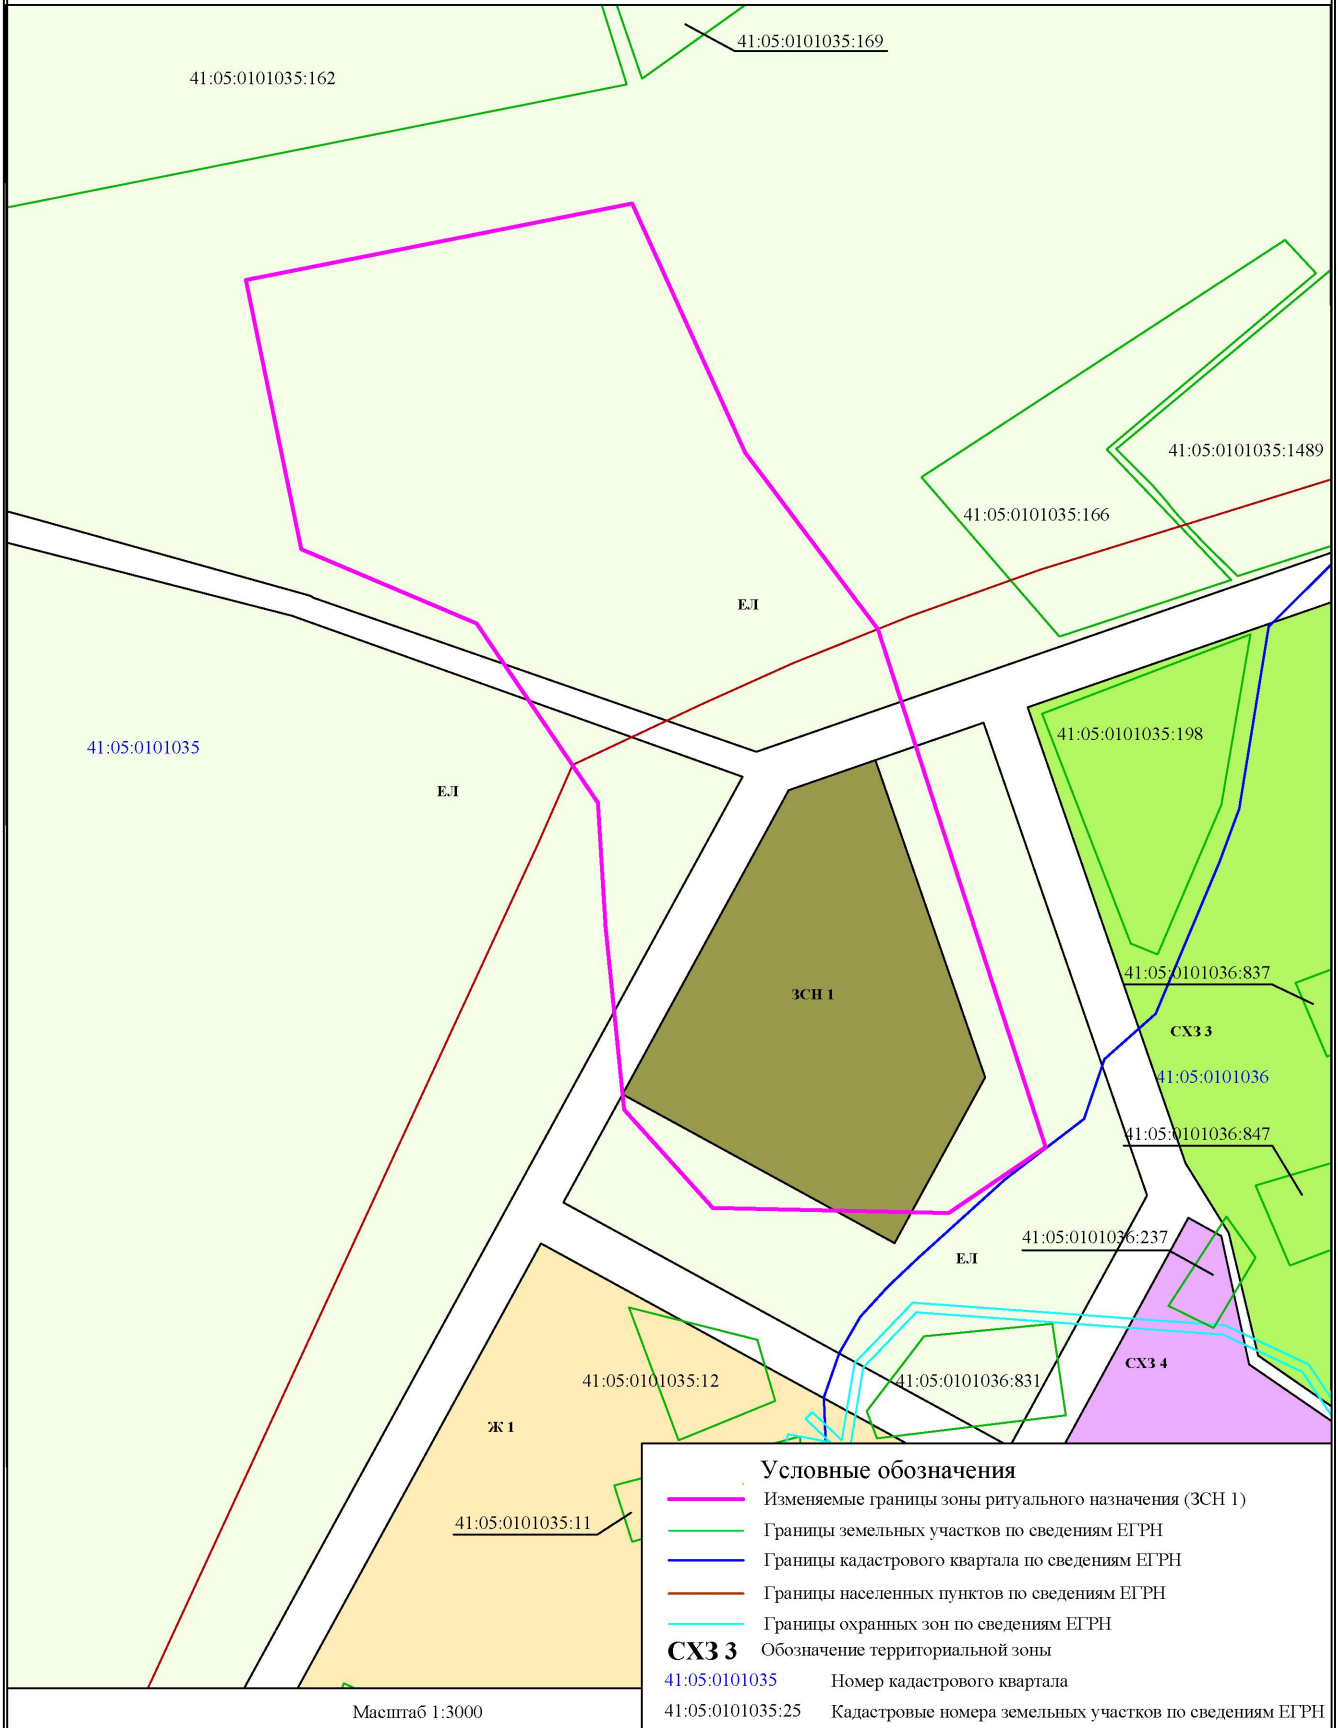 41:05:0101035:169
41:05:0101035:162
41:05:0101035:1489
41:05:0101035:166
ЕЛ
41:05:0101035:198
41:05:0101035
ЕЛ
41:05:0101036:837
ЗСН 1
СХЗ 3
41:05:0101036
41:05:0101036:847
41:05:0101036:237
ЕЛ
СХЗ 4
41:05:0101035:12
41:05:0101036:831
Ж 1
41:05:0101035:11
Условные обозначения
Изменяемые границы зоны ритуального назначения (ЗСН 1)
Границы земельных участков по сведениям ЕГРН
Границы кадастрового квартала по сведениям ЕГРН
Границы населенных пунктов по сведениям ЕГРН
Границы охранных зон по сведениям ЕГРН
СХЗ 3 Обозначение территориальной зоны
41:05:0101035 Номер кадастрового квартала
41:05:0101035:25 Кадастровые номера земельных участков по сведениям ЕГРН
Масштаб 1:3000